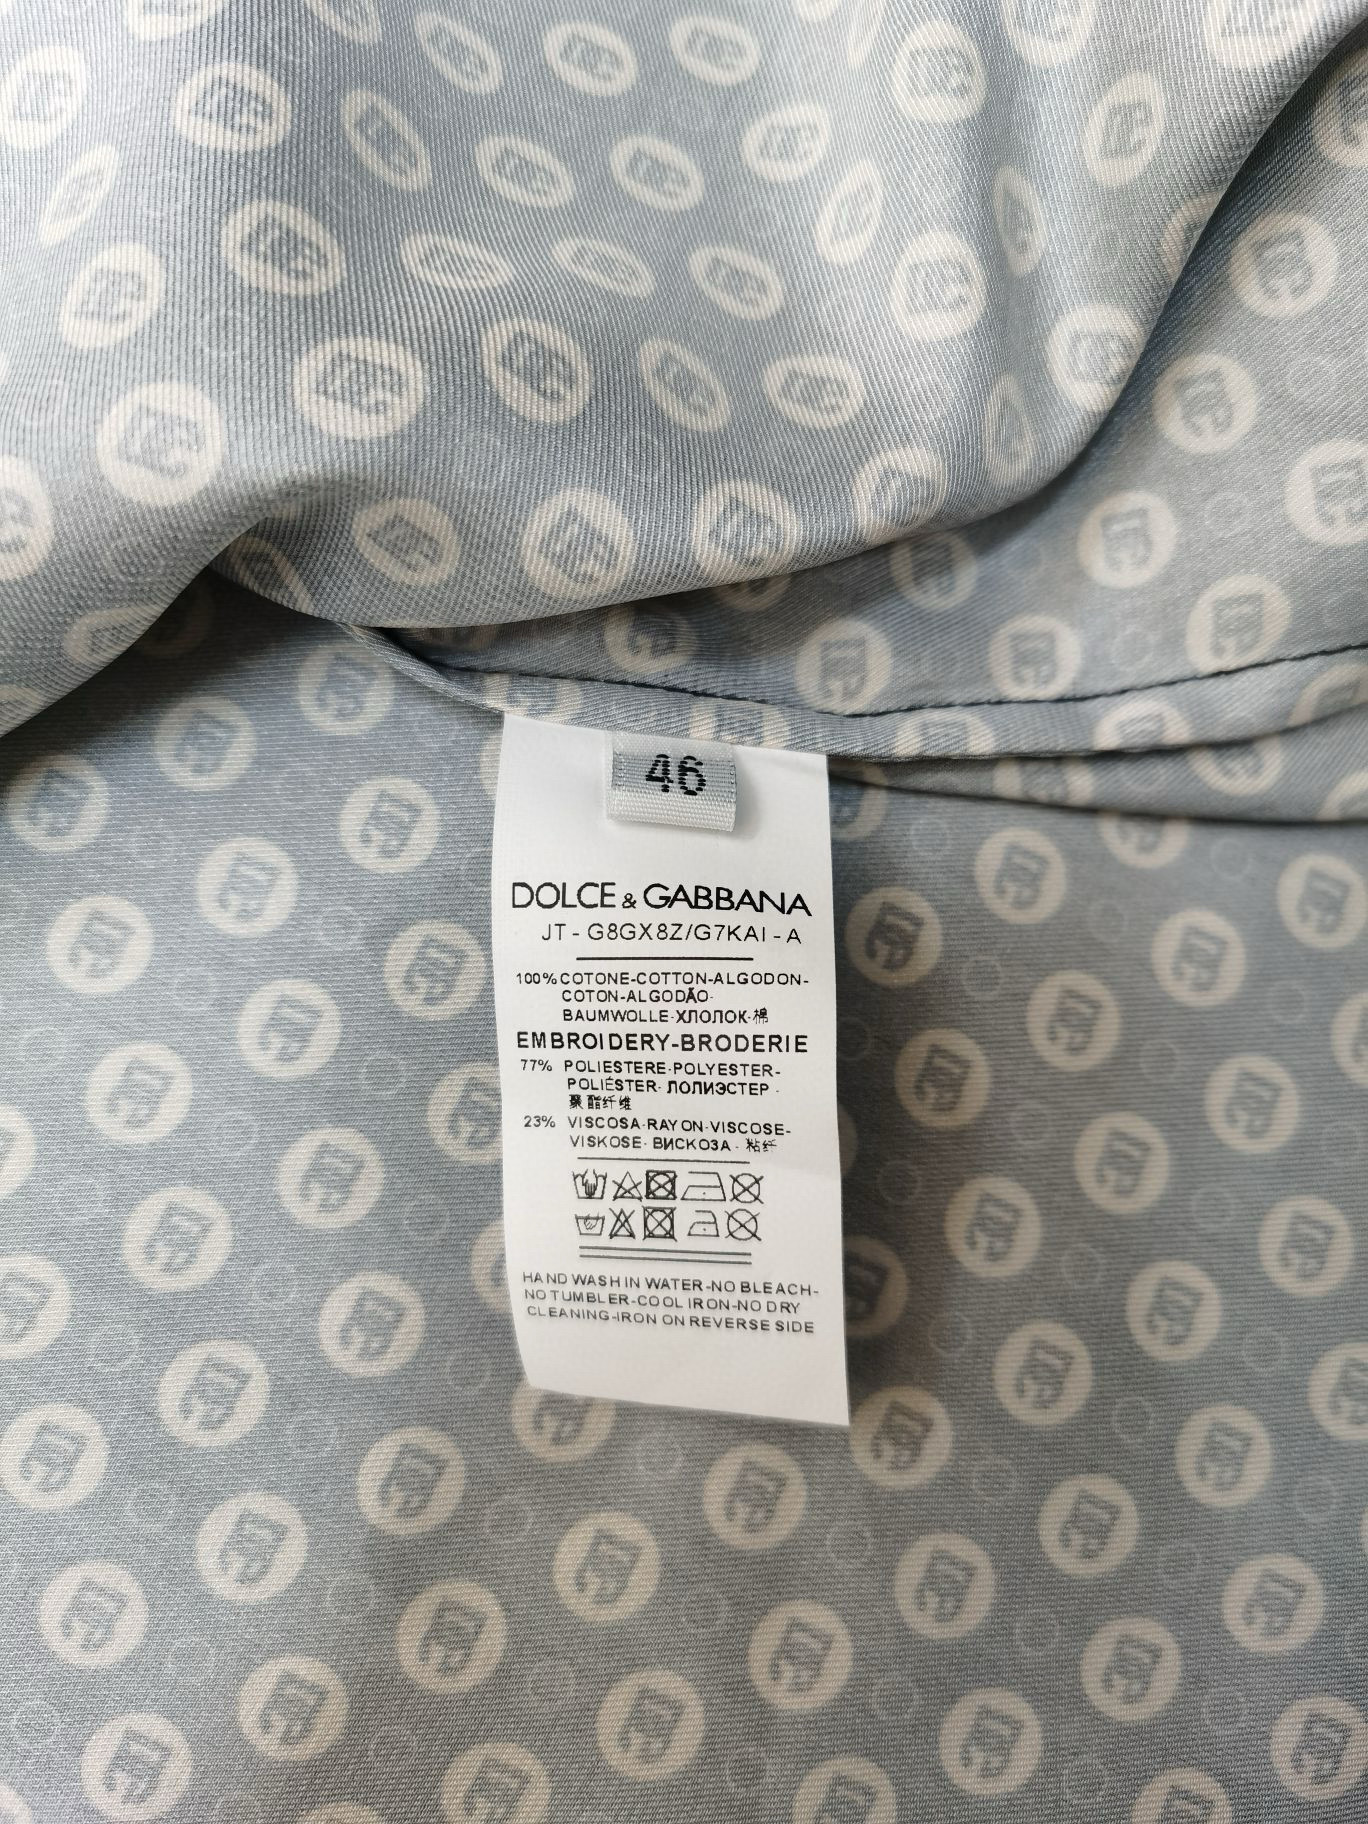 46
DOLCE & GABBANA
JT - G8GX8Z/G7KAI - A
100% COTONE-COTTON-ALGODON-
COTON-ALGODÃO-
BAUMWOLLE-ХЛОПОК-棉
EMBROIDERY-BRODERIE
77% POLIESTERE-POLYESTER-
POLIÉSTER- ЛОЛИЭСТЕР -
聚酯纤维
23% VISCOSA-RAYON-VISCOSE-
VISKOSE- ВИСКОЗА - 粘纤
HAND WASH IN WATER-NO BLEACH-
NO TUMBLER-COOL IRON-NO DRY
CLEANING-IRON ON REVERSE SIDE